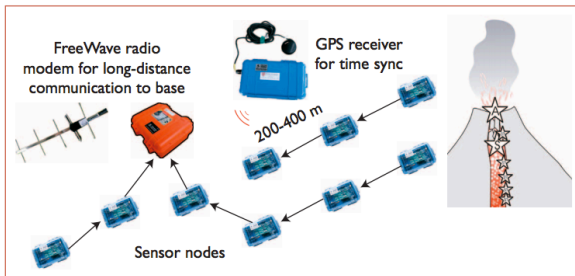 FreeWave radio
modem for long-distance
communication to base
GPS receiver
for time sync
200-400 m
Sensor nodes